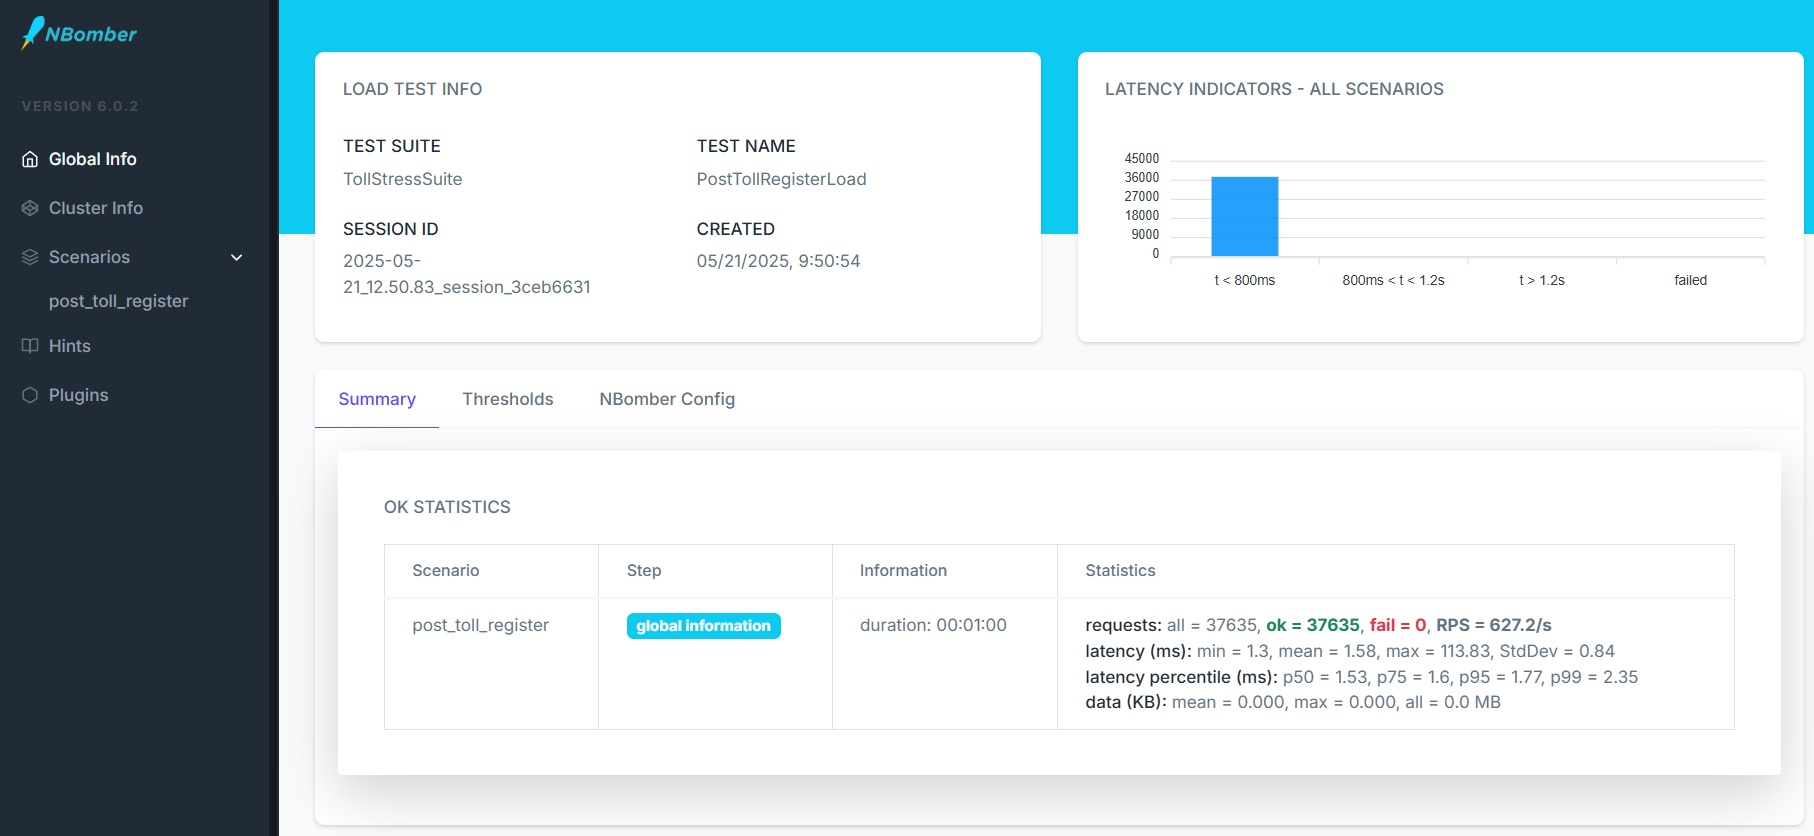 NBomber
VERSION 6.0.2
Global Info
Cluster Info
Scenarios
post_toll_register
Hints
Plugins
LOAD TEST INFO
TEST SUITE
TollStressSuite
TEST NAME
PostTollRegisterLoad
SESSION ID
2025-05-
21_12.50.83_session_3ceb6631
CREATED
05/21/2025, 9:50:54
LATENCY INDICATORS - ALL SCENARIOS
45000
36000
27000
18000
9000
0
t < 800ms
800ms < t < 1.2s
t > 1.2s
failed
Summary
Thresholds
NBomber Config
OK STATISTICS
Scenario
Step
Information
Statistics
post_toll_register
global information
duration: 00:01:00
requests: all = 37635, ok = 37635, fail = 0, RPS = 627.2/s
latency (ms): min = 1.3, mean = 1.58, max = 113.83, StdDev = 0.84
latency percentile (ms): p50 = 1.53, p75 = 1.6, p95 = 1.77, p99 = 2.35
data (KB): mean = 0.000, max = 0.000, all = 0.0 MB